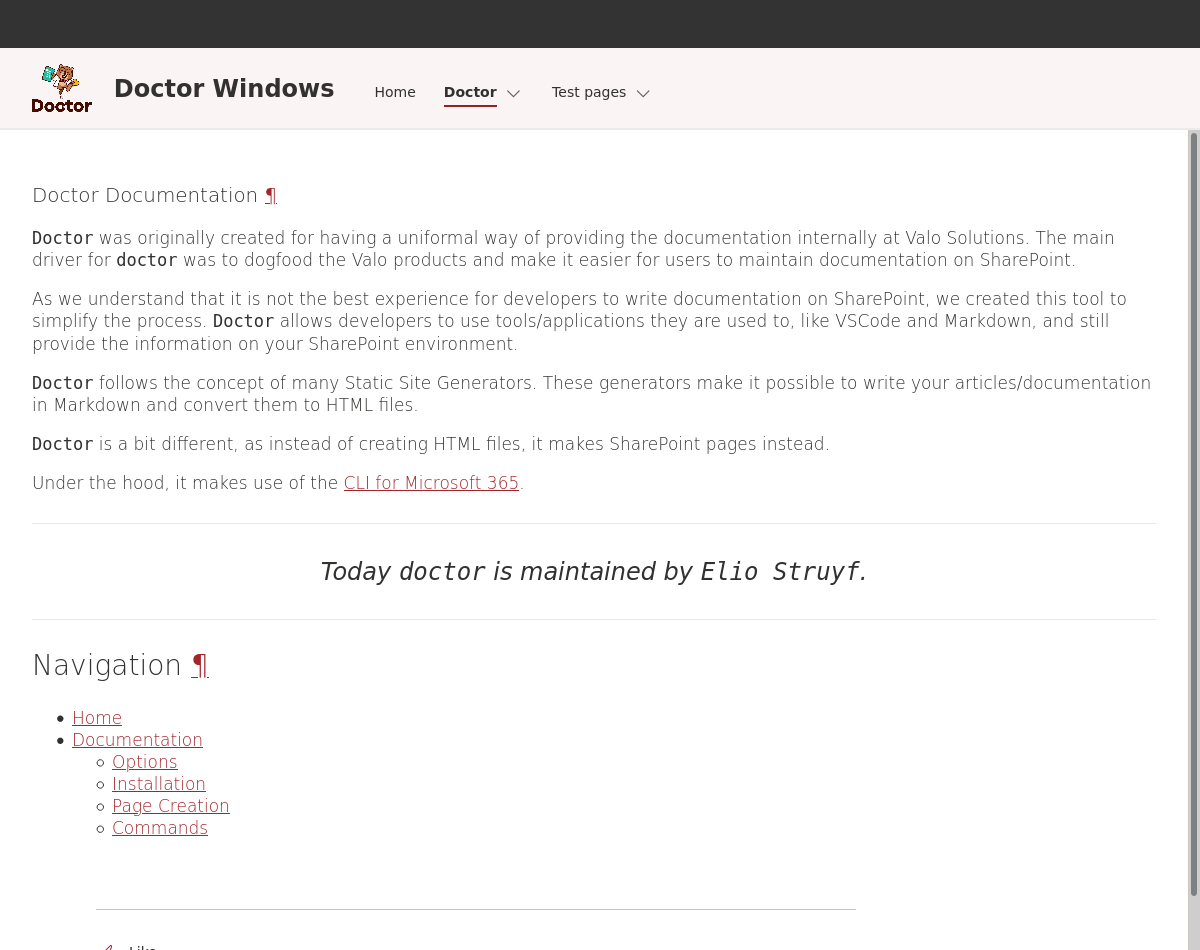 Doctor
Doctor Windows
Home
Doctor
Test pages
Doctor Documentation ¶
Doctor was originally created for having a uniformal way of providing the documentation internally at Valo Solutions. The main
driver for doctor was to dogfood the Valo products and make it easier for users to maintain documentation on SharePoint.
As we understand that it is not the best experience for developers to write documentation on SharePoint, we created this tool to
simplify the process. Doctor allows developers to use tools/applications they are used to, like VSCode and Markdown, and still
provide the information on your SharePoint environment.
Doctor follows the concept of many Static Site Generators. These generators make it possible to write your articles/documentation
in Markdown and convert them to HTML files.
Doctor is a bit different, as instead of creating HTML files, it makes SharePoint pages instead.
Under the hood, it makes use of the CLI for Microsoft 365.
Today doctor is maintained by Elio Struyf.
Navigation ¶
Home
Documentation
Options
Installation
Page Creation
Commands
Like